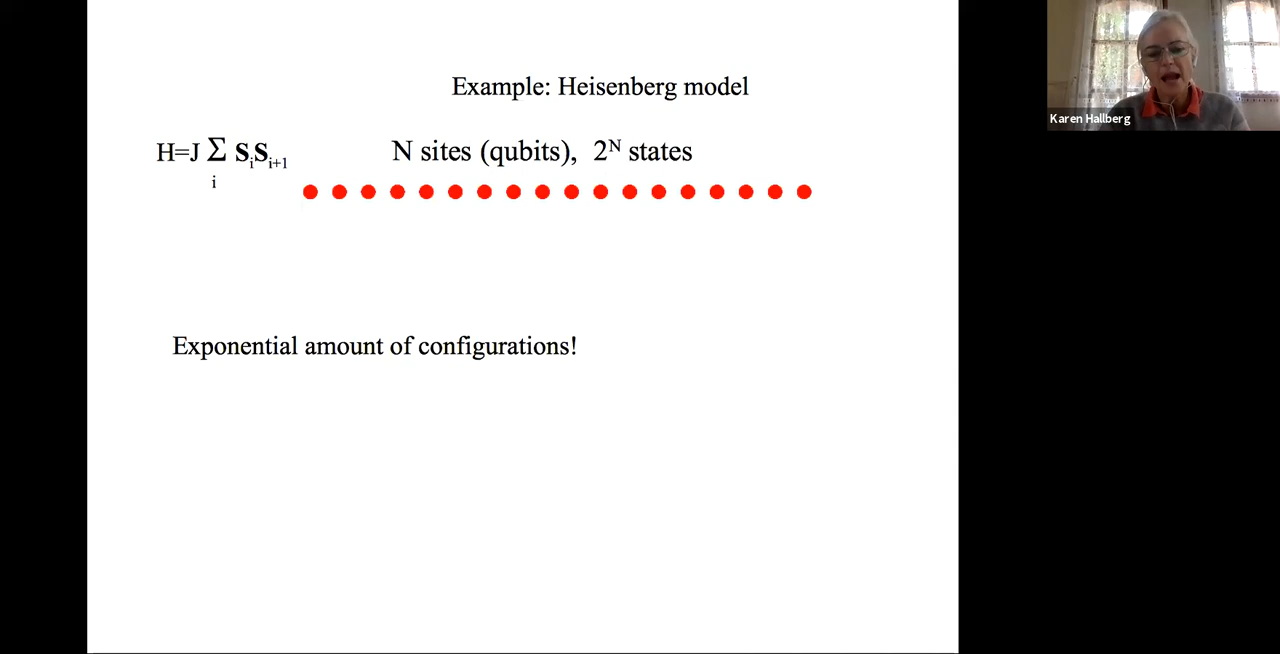 Example: Heisenberg model
H=J Σ SᵢSᵢ₊₁
i
N sites (qubits), 2ᴺ states
Exponential amount of configurations!
Karen Hallberg